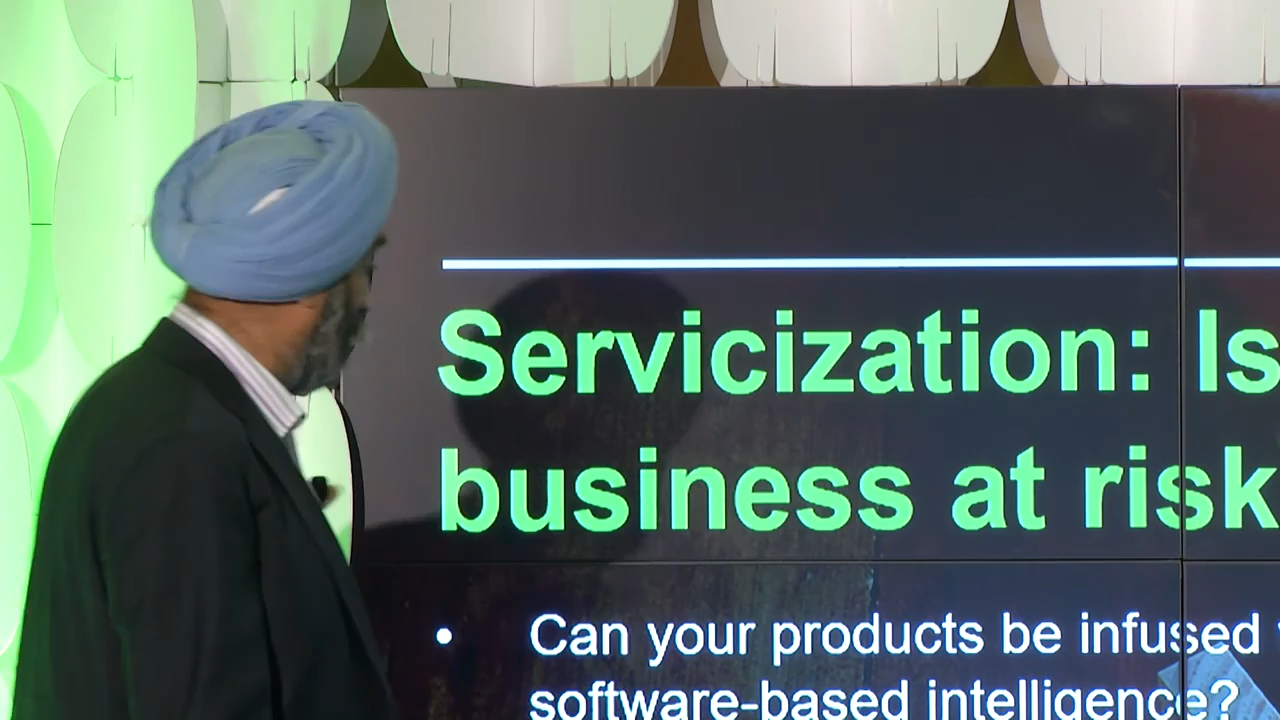 Servicization: Is
business at risk
• Can your products be infused
software-based intelligence?